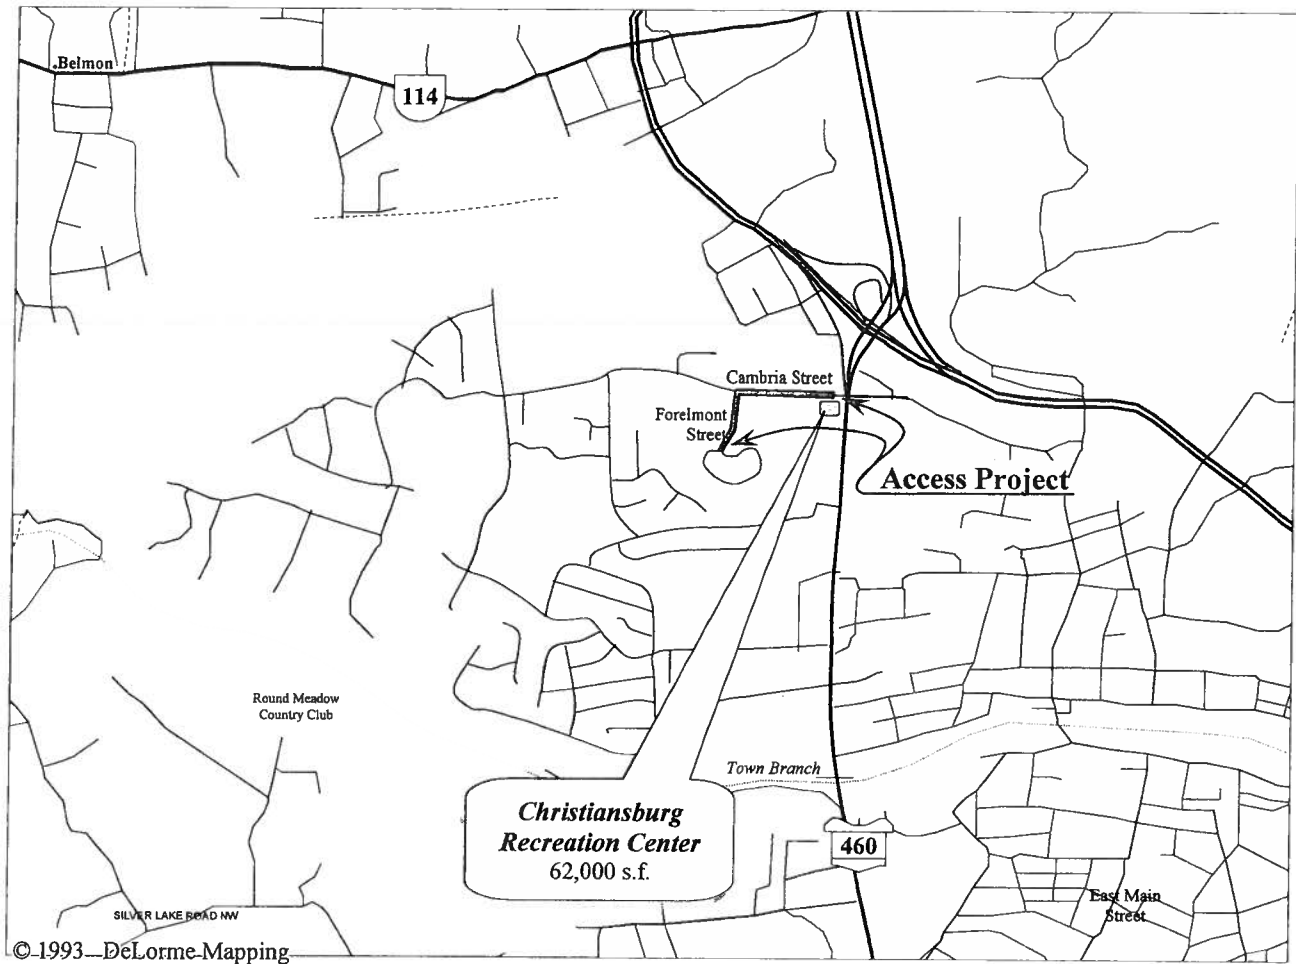 .Belmon
114
Cambria Street
Forelmont
Street
Access Project
Round Meadow
Country Club
Town Branch
Christiansburg
Recreation Center
62,000 s.f.
460
East Main
Street
SILVER LAKE ROAD NW
© 1993 DeLorme Mapping